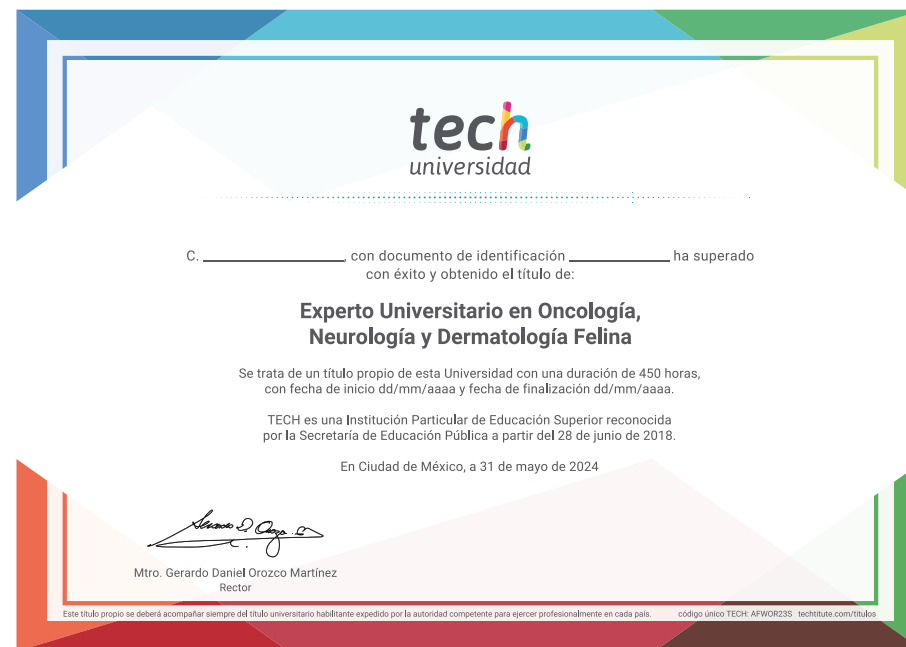 tech
universidad
C. ____________________, con documento de identificación ______________ ha superado
con éxito y obtenido el título de:
Experto Universitario en Oncología,
Neurología y Dermatología Felina
Se trata de un título propio de esta Universidad con una duración de 450 horas,
con fecha de inicio dd/mm/aaaa y fecha de finalización dd/mm/aaaa.
TECH es una Institución Particular de Educación Superior reconocida
por la Secretaría de Educación Pública a partir del 28 de junio de 2018.
En Ciudad de México, a 31 de mayo de 2024
Mtro. Gerardo Daniel Orozco Martínez
Rector
Este título propio se deberá acompañar siempre del título universitario habilitante expedido por la autoridad competente para ejercer profesionalmente en cada país. código único TECH: AFWOR23S techtitute.com/titulos